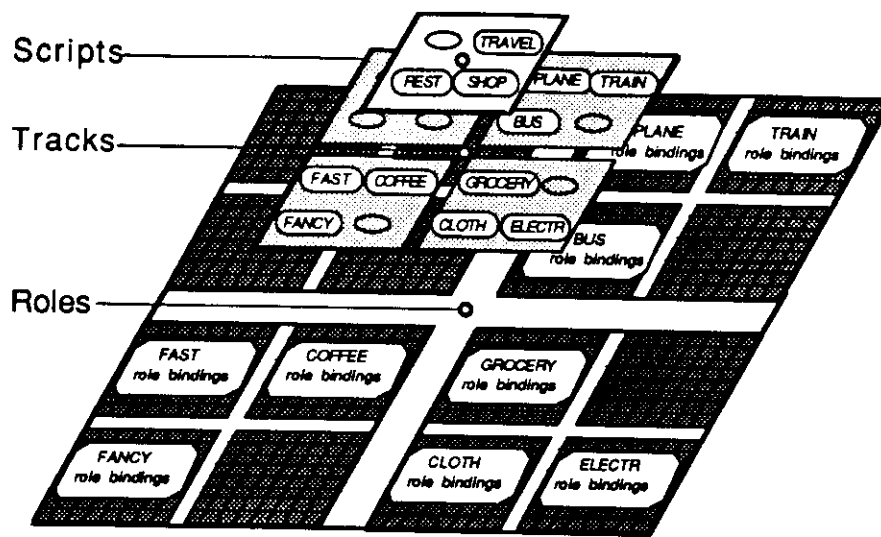 Scripts
TRAVEL
REST SHOP
PLANE TRAIN
BUS
Tracks
PLANE
role bindings
TRAIN
role bindings
FAST COFFEE
GROCERY
FANCY
CLOTH ELECTR
BUS
role bindings
Roles
FAST
role bindings
COFFEE
role bindings
GROCERY
role bindings
FANCY
role bindings
CLOTH
role bindings
ELECTR
role bindings